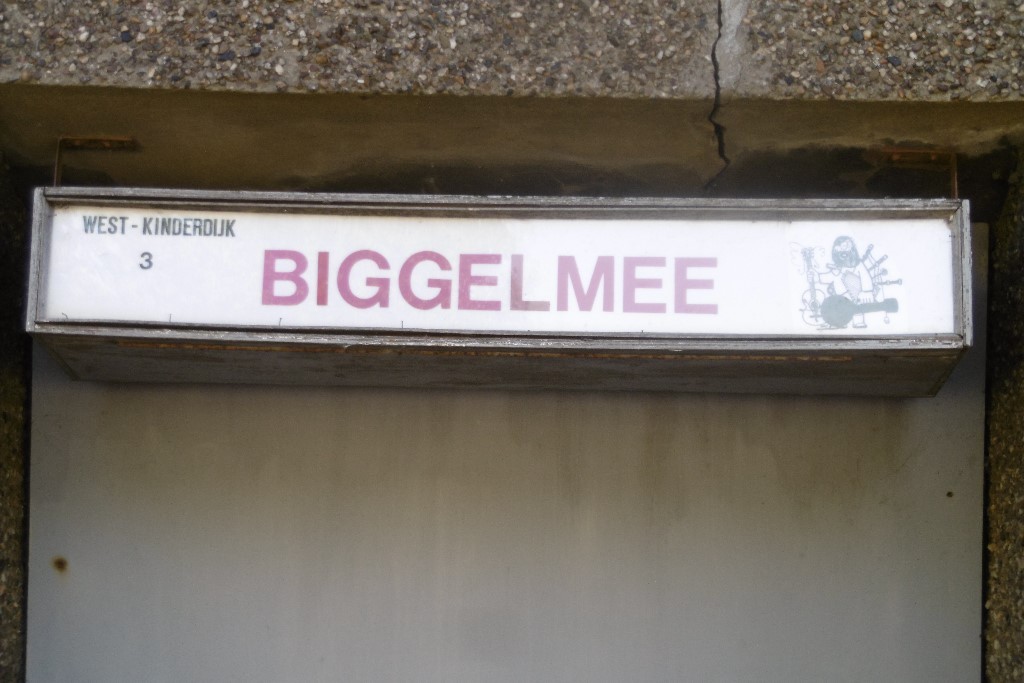 WEST - KINDERDIJK
3
BIGGELMEE